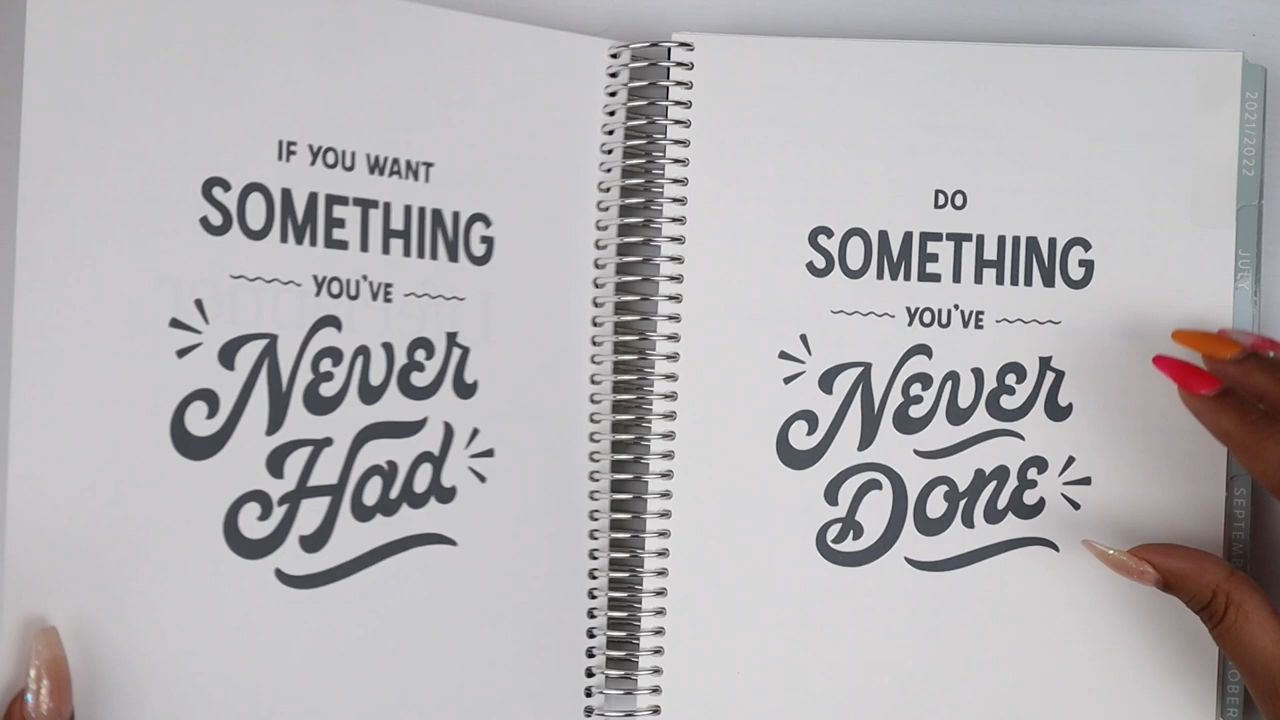 IF YOU WANT
SOMETHING
YOU'VE
Never
Had
DO
SOMETHING
YOU'VE
Never
Done
2021/2022
JULY
SEPTEMB
OBER